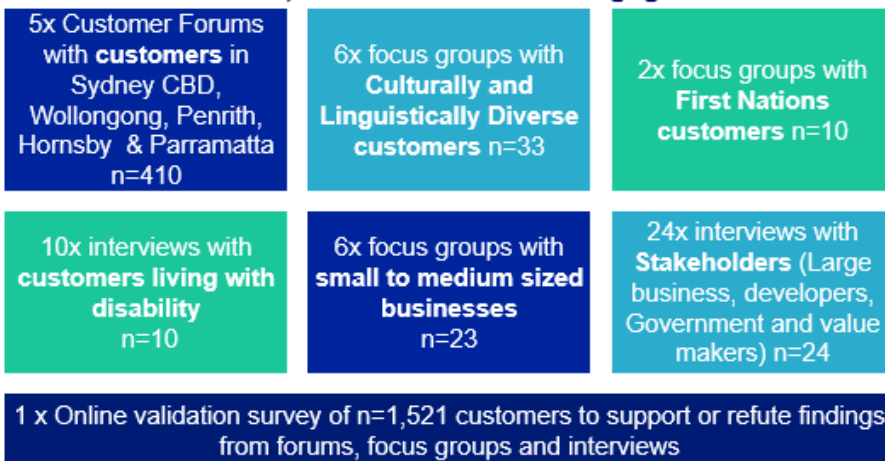 5x Customer Forums
with customers in
Sydney CBD,
Wollongong, Penrith,
Hornsby & Parramatta
n=410
6x focus groups with
Culturally and
Linguistically Diverse
customers n=33
2x focus groups with
First Nations
customers n=10
10x interviews with
customers living with
disability
n=10
6x focus groups with
small to medium sized
businesses
n=23
24x interviews with
Stakeholders (Large
business, developers,
Government and value
makers) n=24
1 x Online validation survey of n=1,521 customers to support or refute findings
from forums, focus groups and interviews